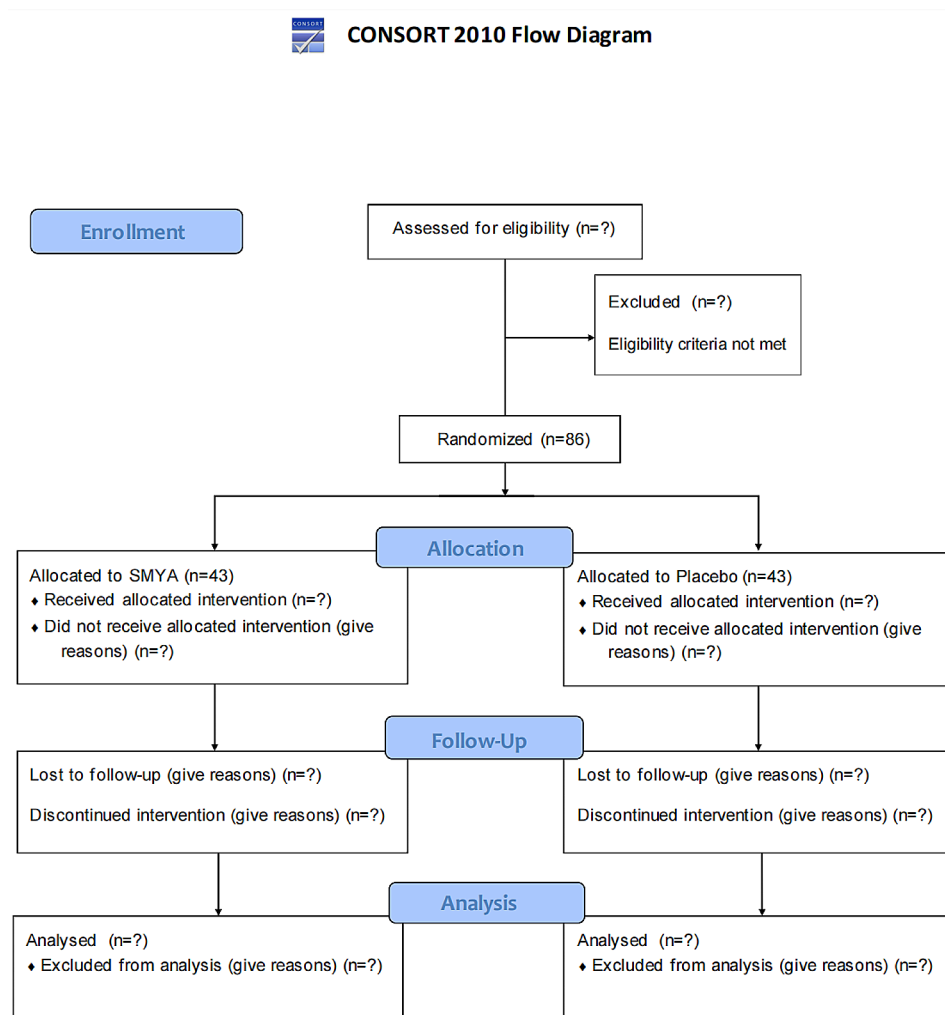 CONSORT
CONSORT 2010 Flow Diagram
Enrollment
Assessed for eligibility (n=?)
Excluded (n=?)
Eligibility criteria not met
Randomized (n=86)
Allocation
Allocated to SMYA (n=43)
♦ Received allocated intervention (n=?)
♦ Did not receive allocated intervention (give
reasons) (n=?)
Allocated to Placebo (n=43)
♦ Received allocated intervention (n=?)
♦ Did not receive allocated intervention (give
reasons) (n=?)
Follow-Up
Lost to follow-up (give reasons) (n=?)
Discontinued intervention (give reasons) (n=?)
Lost to follow-up (give reasons) (n=?)
Discontinued intervention (give reasons) (n=?)
Analysis
Analysed (n=?)
♦ Excluded from analysis (give reasons) (n=?)
Analysed (n=?)
♦ Excluded from analysis (give reasons) (n=?)